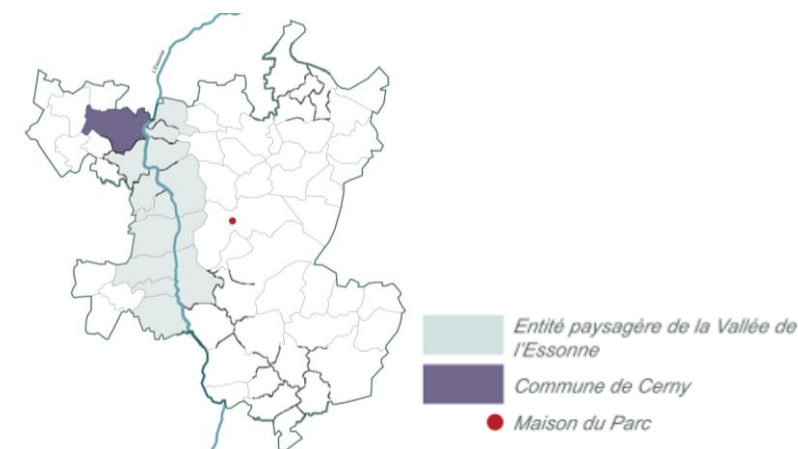 l'Essonne
Entité paysagère de la Vallée de
l'Essonne
Commune de Cerny
Maison du Parc